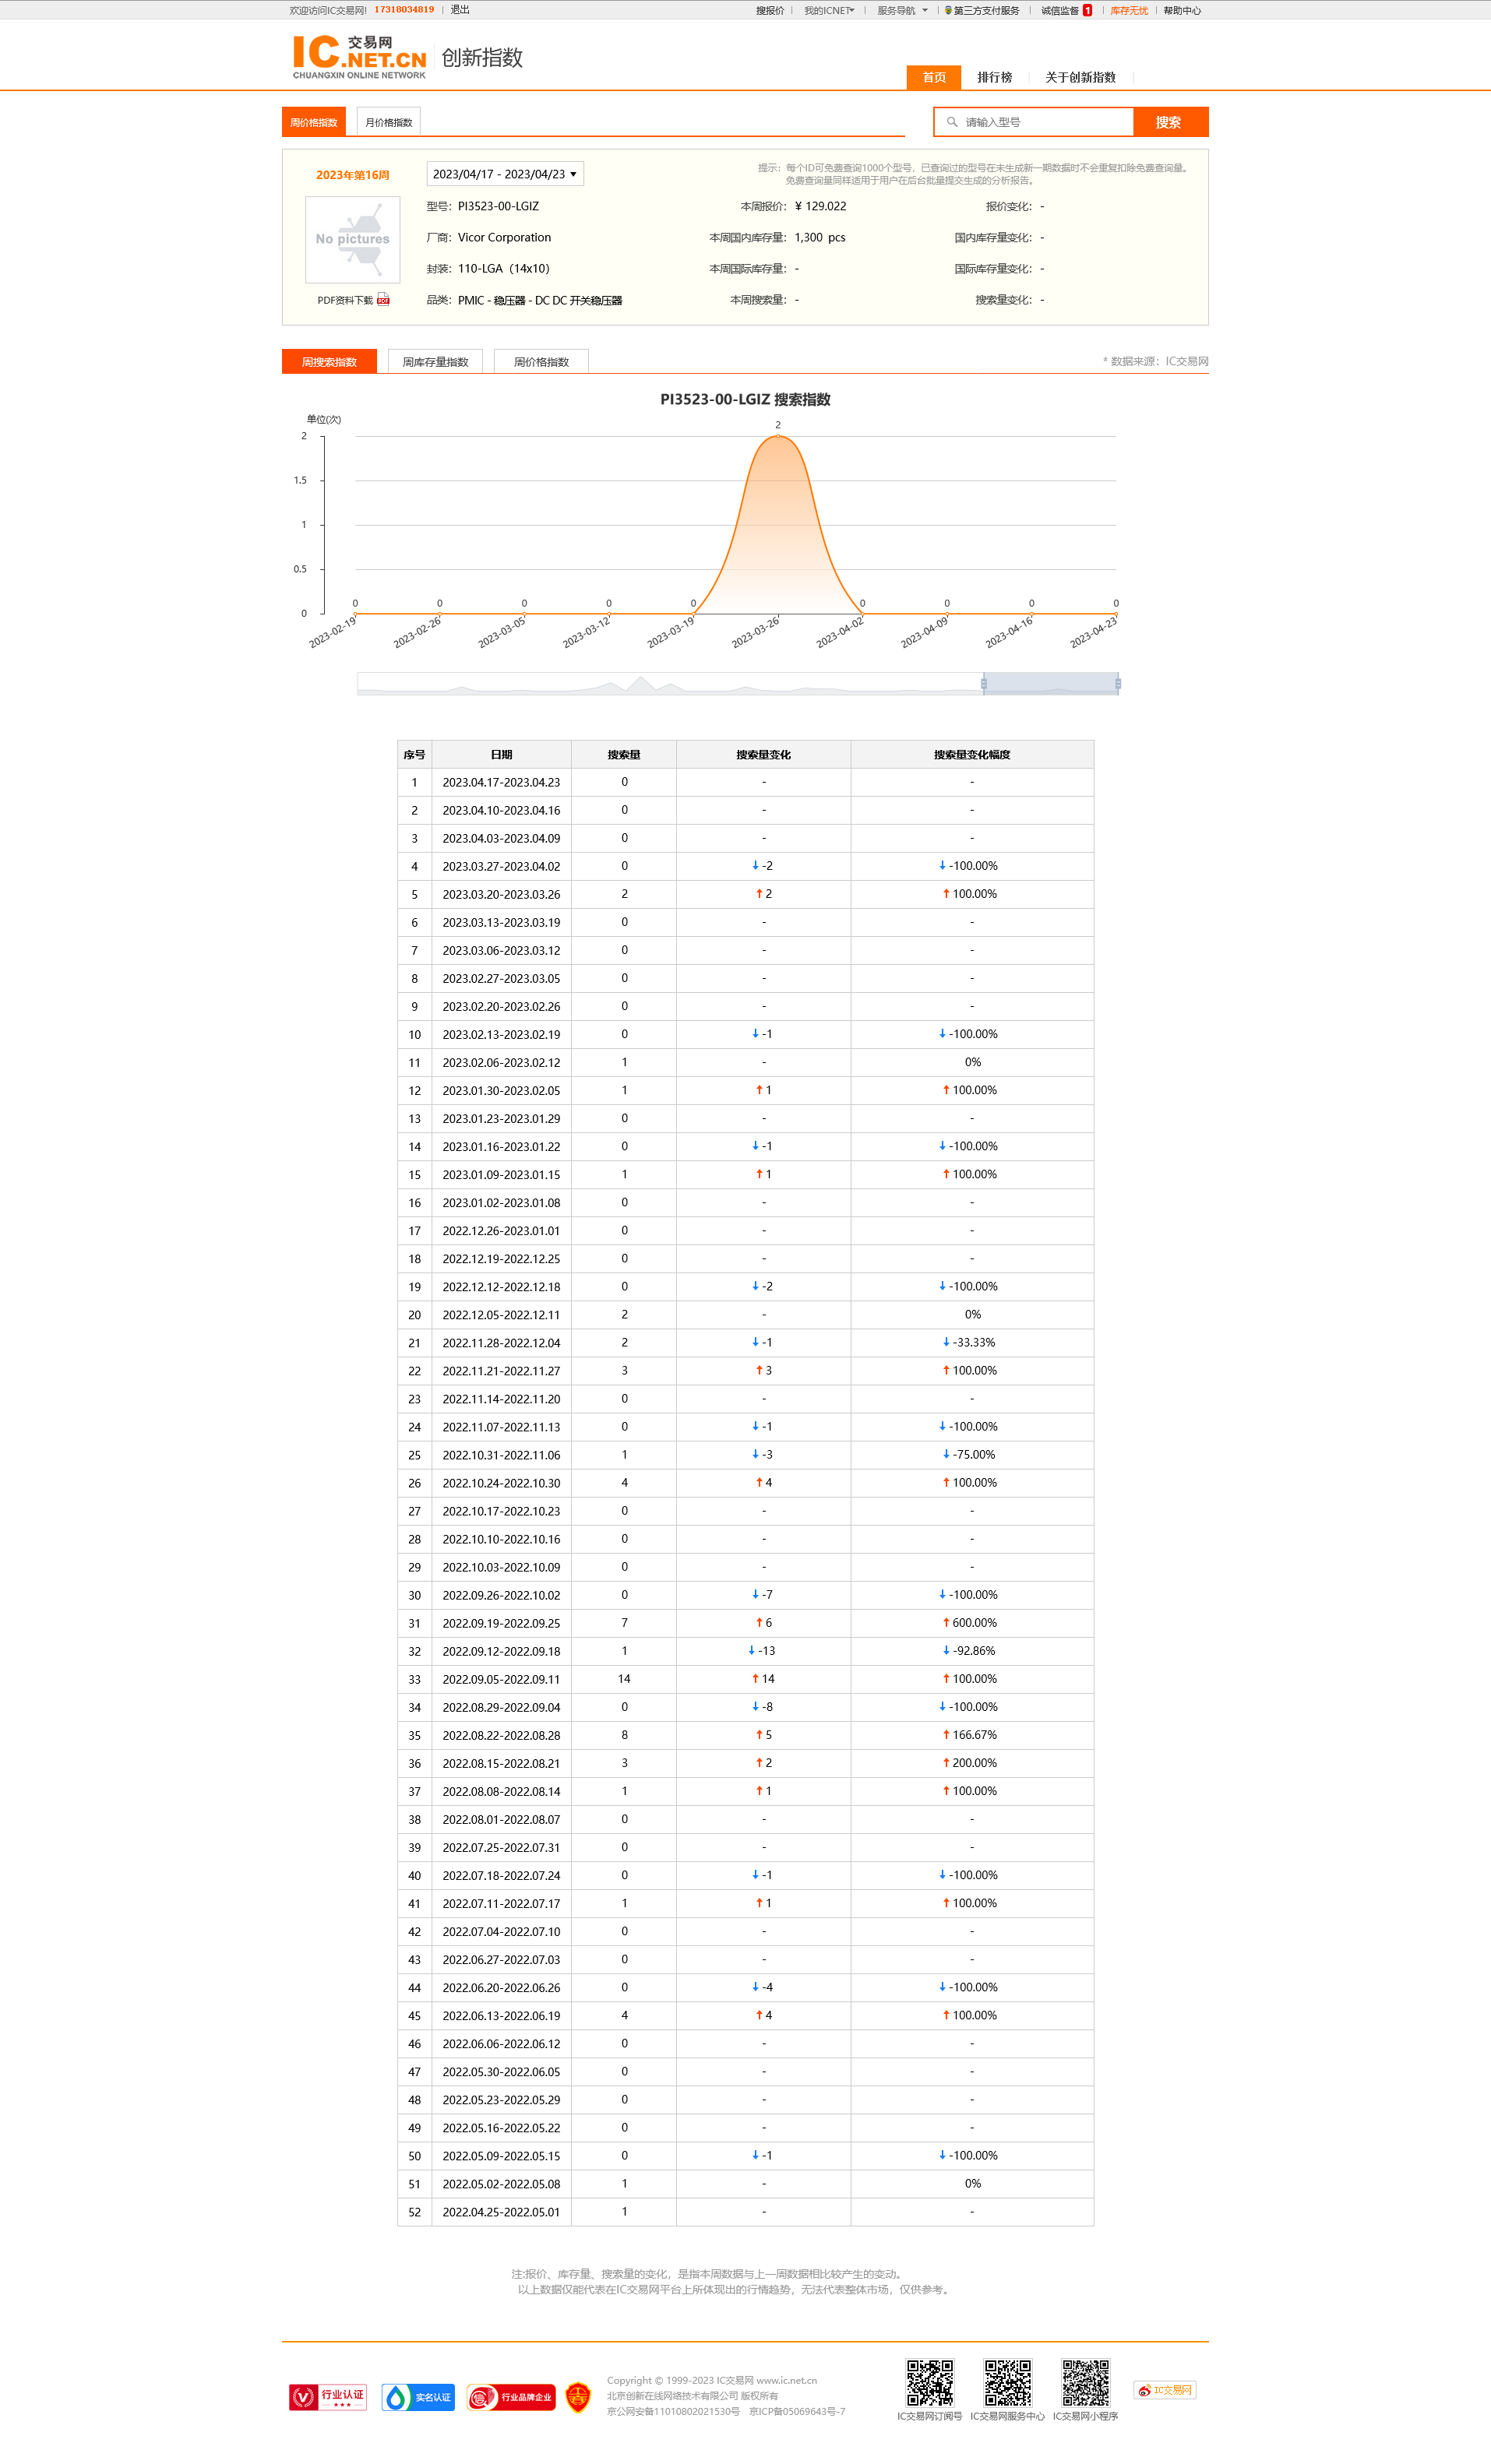 欢迎访问IC交易网! 17318034819 | 退出 搜报价 | 我的ICNET | 服务导航 | 第三方支付服务 | 诚信监督 1 | 库存无忧 | 帮助中心
IC 交易网
.NET.CN 创新指数
CHUANGXIN ONLINE NETWORK
首页 排行榜 关于创新指数
周价格指数 月价格指数 请输入型号 搜索
2023年第16周 2023/04/17 - 2023/04/23 提示：每个ID可免费查询1000个型号，已查询过的型号在未生成新一期数据时不会重复扣除免费查询量。
免费查询量同样适用于用户在后台批量提交生成的分析报告。
型号：PI3523-00-LGIZ 本周报价：¥ 129.022 报价变化：-
No pictures
厂商：Vicor Corporation 本周国内库存量：1,300 pcs 国内库存量变化：-
封装：110-LGA（14x10） 本周国际库存量：- 国际库存量变化：-
PDF资料下载 PDF
品类：PMIC - 稳压器 - DC DC 开关稳压器 本周搜索量：- 搜索量变化：-
周搜索指数 周库存量指数 周价格指数 * 数据来源：IC交易网
PI3523-00-LGIZ 搜索指数
单位(次)
2
2
1.5
1
0.5
0
0 0 0 0 0 0 0 0 0
2023-02-19 2023-02-26 2023-03-05 2023-03-12 2023-03-19 2023-03-26 2023-04-02 2023-04-09 2023-04-16 2023-04-23
序号 日期 搜索量 搜索量变化 搜索量变化幅度
1 2023.04.17-2023.04.23 0 - -
2 2023.04.10-2023.04.16 0 - -
3 2023.04.03-2023.04.09 0 - -
4 2023.03.27-2023.04.02 0 ↓ -2 ↓ -100.00%
5 2023.03.20-2023.03.26 2 ↑ 2 ↑ 100.00%
6 2023.03.13-2023.03.19 0 - -
7 2023.03.06-2023.03.12 0 - -
8 2023.02.27-2023.03.05 0 - -
9 2023.02.20-2023.02.26 0 - -
10 2023.02.13-2023.02.19 0 ↓ -1 ↓ -100.00%
11 2023.02.06-2023.02.12 1 - 0%
12 2023.01.30-2023.02.05 1 ↑ 1 ↑ 100.00%
13 2023.01.23-2023.01.29 0 - -
14 2023.01.16-2023.01.22 0 ↓ -1 ↓ -100.00%
15 2023.01.09-2023.01.15 1 ↑ 1 ↑ 100.00%
16 2023.01.02-2023.01.08 0 - -
17 2022.12.26-2023.01.01 0 - -
18 2022.12.19-2022.12.25 0 - -
19 2022.12.12-2022.12.18 0 ↓ -2 ↓ -100.00%
20 2022.12.05-2022.12.11 2 - 0%
21 2022.11.28-2022.12.04 2 ↓ -1 ↓ -33.33%
22 2022.11.21-2022.11.27 3 ↑ 3 ↑ 100.00%
23 2022.11.14-2022.11.20 0 - -
24 2022.11.07-2022.11.13 0 ↓ -1 ↓ -100.00%
25 2022.10.31-2022.11.06 1 ↓ -3 ↓ -75.00%
26 2022.10.24-2022.10.30 4 ↑ 4 ↑ 100.00%
27 2022.10.17-2022.10.23 0 - -
28 2022.10.10-2022.10.16 0 - -
29 2022.10.03-2022.10.09 0 - -
30 2022.09.26-2022.10.02 0 ↓ -7 ↓ -100.00%
31 2022.09.19-2022.09.25 7 ↑ 6 ↑ 600.00%
32 2022.09.12-2022.09.18 1 ↓ -13 ↓ -92.86%
33 2022.09.05-2022.09.11 14 ↑ 14 ↑ 100.00%
34 2022.08.29-2022.09.04 0 ↓ -8 ↓ -100.00%
35 2022.08.22-2022.08.28 8 ↑ 5 ↑ 166.67%
36 2022.08.15-2022.08.21 3 ↑ 2 ↑ 200.00%
37 2022.08.08-2022.08.14 1 ↑ 1 ↑ 100.00%
38 2022.08.01-2022.08.07 0 - -
39 2022.07.25-2022.07.31 0 - -
40 2022.07.18-2022.07.24 0 ↓ -1 ↓ -100.00%
41 2022.07.11-2022.07.17 1 ↑ 1 ↑ 100.00%
42 2022.07.04-2022.07.10 0 - -
43 2022.06.27-2022.07.03 0 - -
44 2022.06.20-2022.06.26 0 ↓ -4 ↓ -100.00%
45 2022.06.13-2022.06.19 4 ↑ 4 ↑ 100.00%
46 2022.06.06-2022.06.12 0 - -
47 2022.05.30-2022.06.05 0 - -
48 2022.05.23-2022.05.29 0 - -
49 2022.05.16-2022.05.22 0 - -
50 2022.05.09-2022.05.15 0 ↓ -1 ↓ -100.00%
51 2022.05.02-2022.05.08 1 - 0%
52 2022.04.25-2022.05.01 1 - -
注:报价、库存量、搜索量的变化，是指本周数据与上一周数据相比较产生的变动。
以上数据仅能代表在IC交易网平台上所体现出的行情趋势，无法代表整体市场，仅供参考。
行业认证 实名认证 行业品牌企业
Copyright © 1999-2023 IC交易网 www.ic.net.cn
北京创新在线网络技术有限公司 版权所有
京公网安备11010802021530号 京ICP备05069643号-7
IC交易网订阅号 IC交易网服务中心 IC交易网小程序
IC交易网